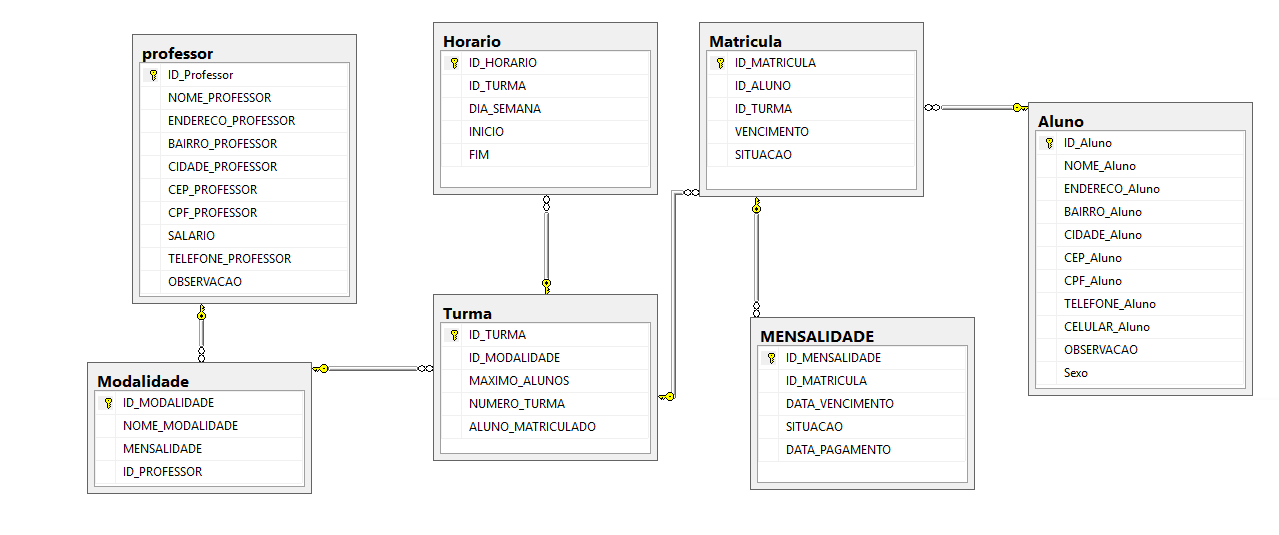 professor
ID_Professor
NOME_PROFESSOR
ENDERECO_PROFESSOR
BAIRRO_PROFESSOR
CIDADE_PROFESSOR
CEP_PROFESSOR
CPF_PROFESSOR
SALARIO
TELEFONE_PROFESSOR
OBSERVACAO
Horario
ID_HORARIO
ID_TURMA
DIA_SEMANA
INICIO
FIM
Matricula
ID_MATRICULA
ID_ALUNO
ID_TURMA
VENCIMENTO
SITUACAO
Aluno
ID_Aluno
NOME_Aluno
ENDERECO_Aluno
BAIRRO_Aluno
CIDADE_Aluno
CEP_Aluno
CPF_Aluno
TELEFONE_Aluno
CELULAR_Aluno
OBSERVACAO
Sexo
Modalidade
ID_MODALIDADE
NOME_MODALIDADE
MENSALIDADE
ID_PROFESSOR
Turma
ID_TURMA
ID_MODALIDADE
MAXIMO_ALUNOS
NUMERO_TURMA
ALUNO_MATRICULADO
MENSALIDADE
ID_MENSALIDADE
ID_MATRICULA
DATA_VENCIMENTO
SITUACAO
DATA_PAGAMENTO